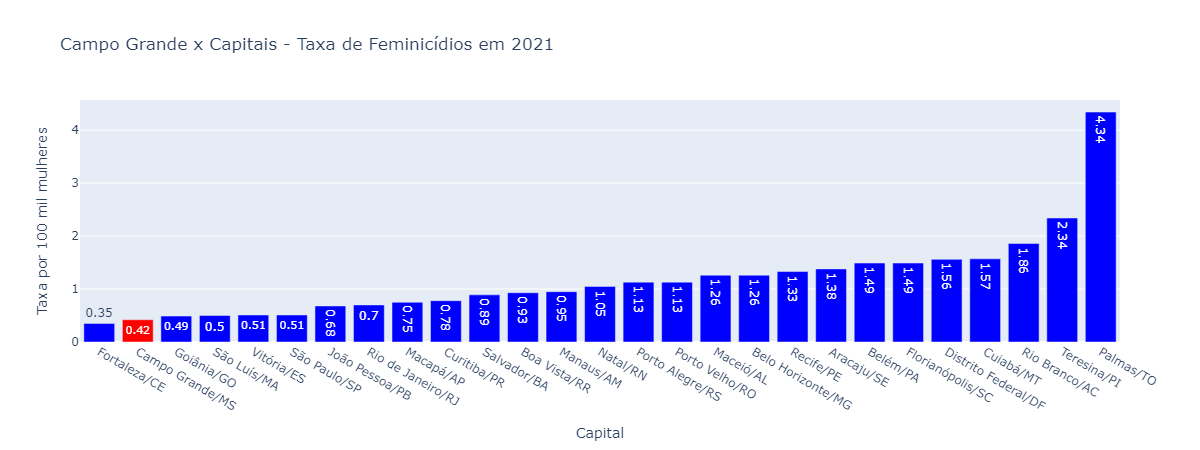 Campo Grande x Capitais - Taxa de Feminicídios em 2021
Taxa por 100 mil mulheres
4
3
2
1
0
0.35
0.42
0.49
0.5
0.51
0.51
0.68
0.7
0.75
0.78
0.89
0.93
0.95
1.05
1.13
1.13
1.26
1.26
1.33
1.38
1.49
1.49
1.56
1.57
1.86
2.34
4.34
Fortaleza/CE
Campo Grande/MS
Goiânia/GO
São Luís/MA
Vitória/ES
São Paulo/SP
João Pessoa/PB
Rio de Janeiro/RJ
Macapá/AP
Curitiba/PR
Salvador/BA
Boa Vista/RR
Manaus/AM
Natal/RN
Porto Alegre/RS
Porto Velho/RO
Maceió/AL
Belo Horizonte/MG
Recife/PE
Aracaju/SE
Belém/PA
Florianópolis/SC
Distrito Federal/DF
Cuiabá/MT
Rio Branco/AC
Teresina/PI
Palmas/TO
Capital